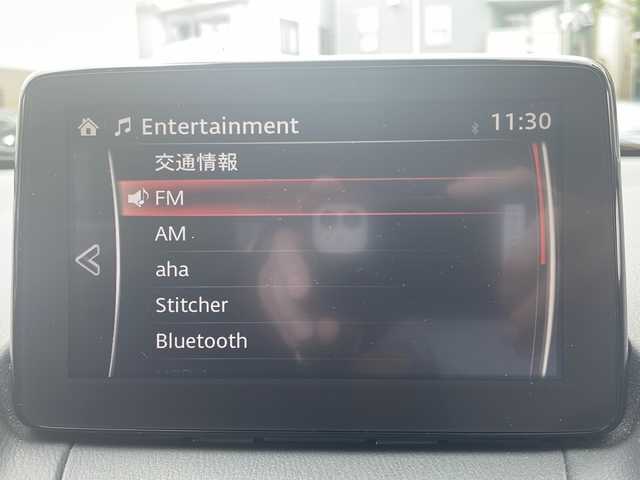 Entertainment 11:30
交通情報
FM
AM
aha
Stitcher
Bluetooth